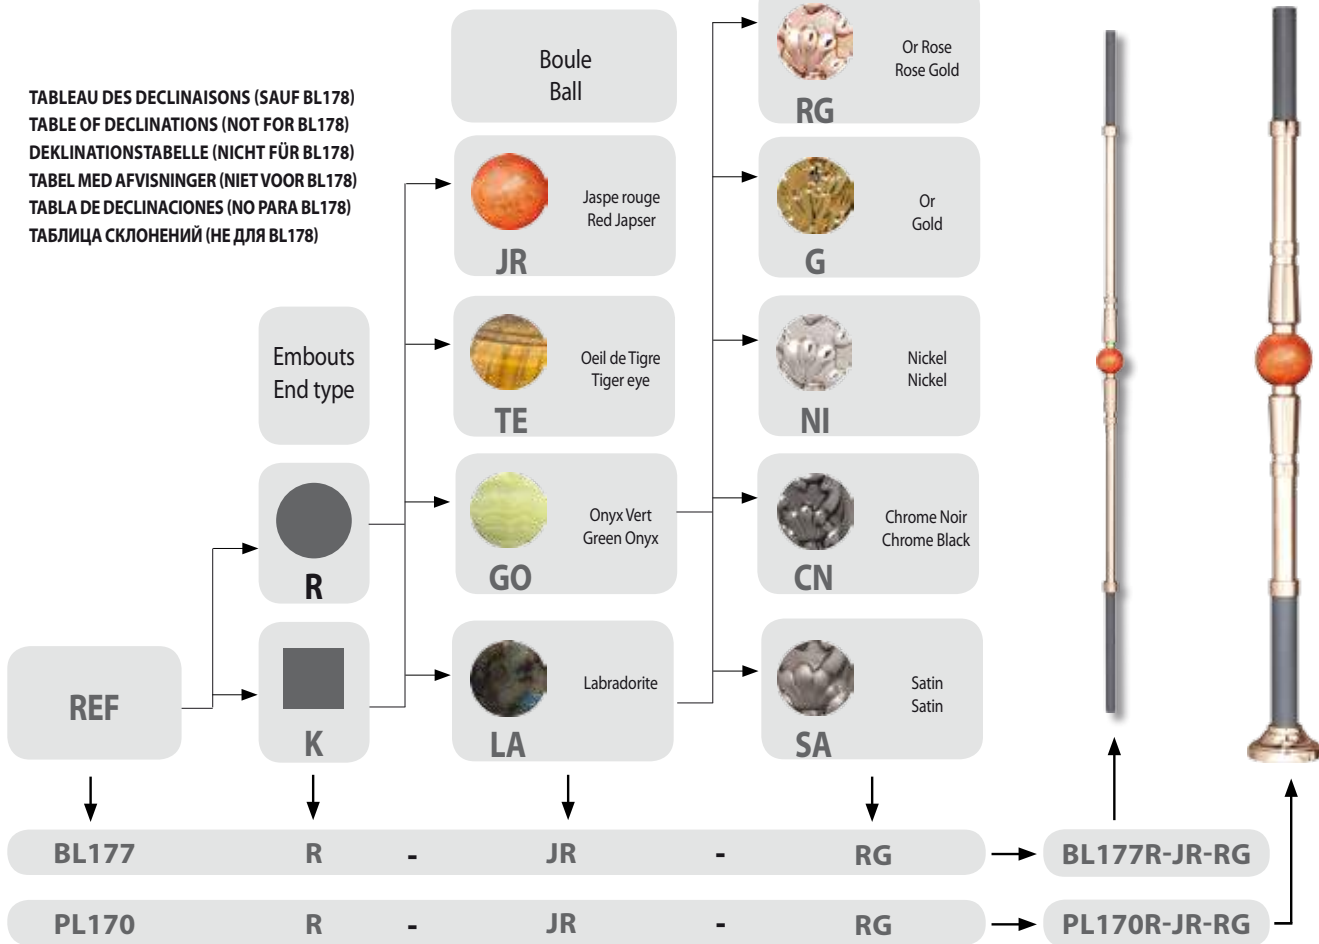 TABLEAU DES DECLINAISONS (SAUF BL178)
TABLE OF DECLINATIONS (NOT FOR BL178)
DEKLINATIONSTABELLE (NICHT FÜR BL178)
TABEL MED AFVISNINGER (NIET VOOR BL178)
TABLA DE DECLINACIONES (NO PARA BL178)
ТАБЛИЦА СКЛОНЕНИЙ (НЕ ДЛЯ BL178)
REF
Embouts
End type
R
K
Boule
Ball
Jaspe rouge
Red Japser
JR
Oeil de Tigre
Tiger eye
TE
Onyx Vert
Green Onyx
GO
Labradorite
LA
Or Rose
Rose Gold
RG
Or
Gold
G
Nickel
Nickel
NI
Chrome Noir
Chrome Black
CN
Satin
Satin
SA
BL177 R - JR - RG BL177R-JR-RG
PL170 R - JR - RG PL170R-JR-RG